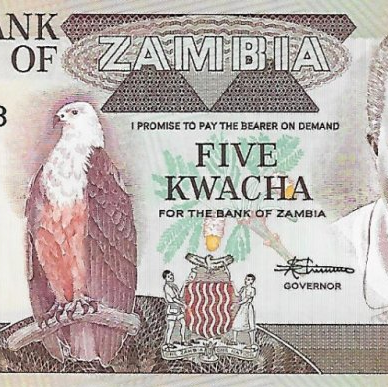 ANK
OF
ZAMBIA
3
I PROMISE TO PAY THE BEARER ON DEMAND
FIVE
KWACHA
FOR THE BANK OF ZAMBIA
GOVERNOR